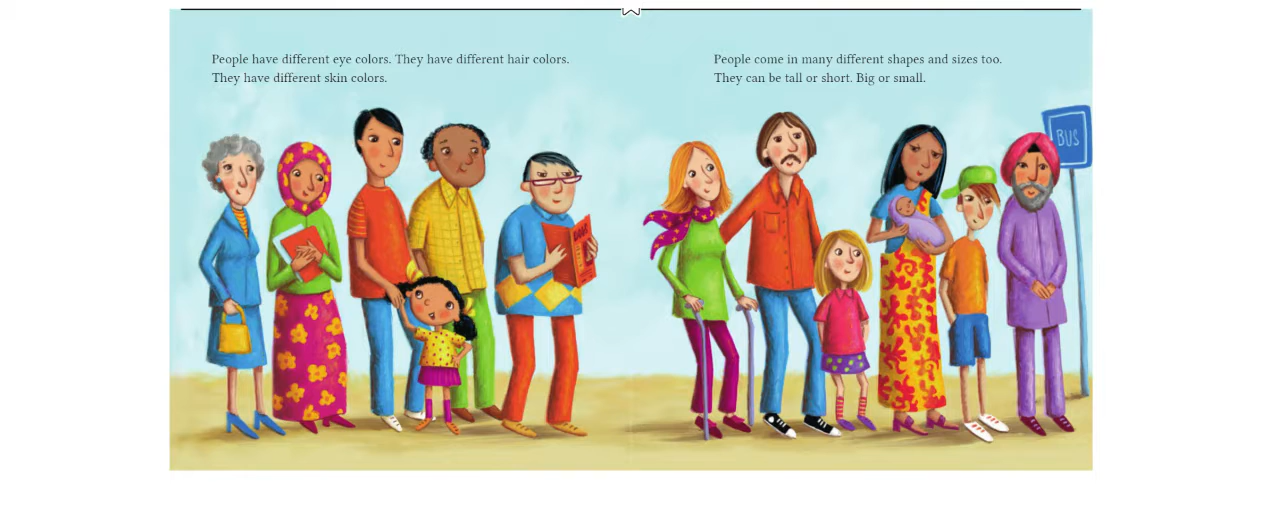 People have different eye colors. They have different hair colors.
They have different skin colors.
People come in many different shapes and sizes too.
They can be tall or short. Big or small.
BUS